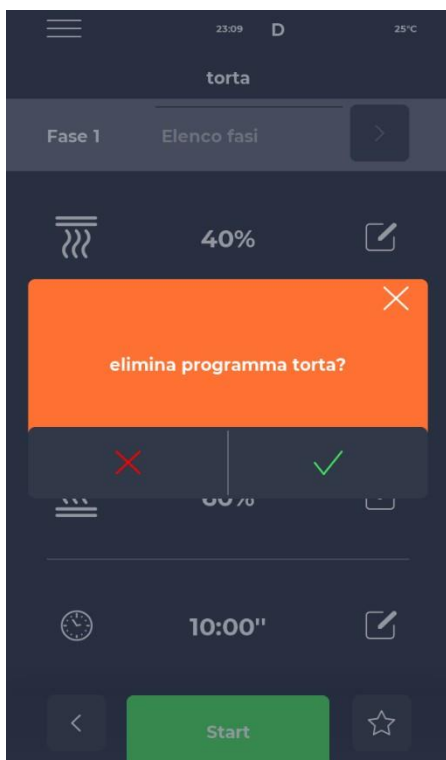 23:09 D 25°C
torta
Fase 1 Elenco fasi
40%
elimina programma torta?
10:00"
Start